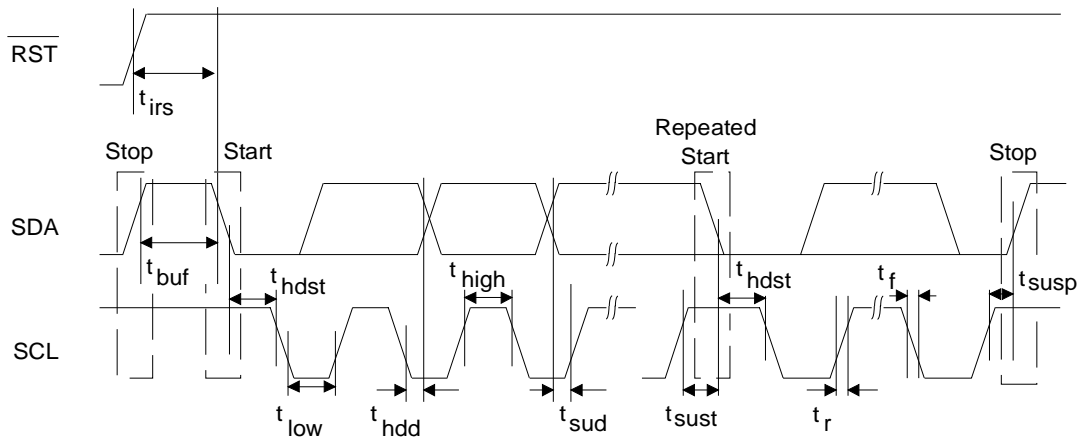 RST
t irs
Repeated
Stop
Start
Start
Stop
SDA
t buf
t hdst
t high
t hdst
t f
t susp
SCL
t low
t hdd
t sud
t sust
t r